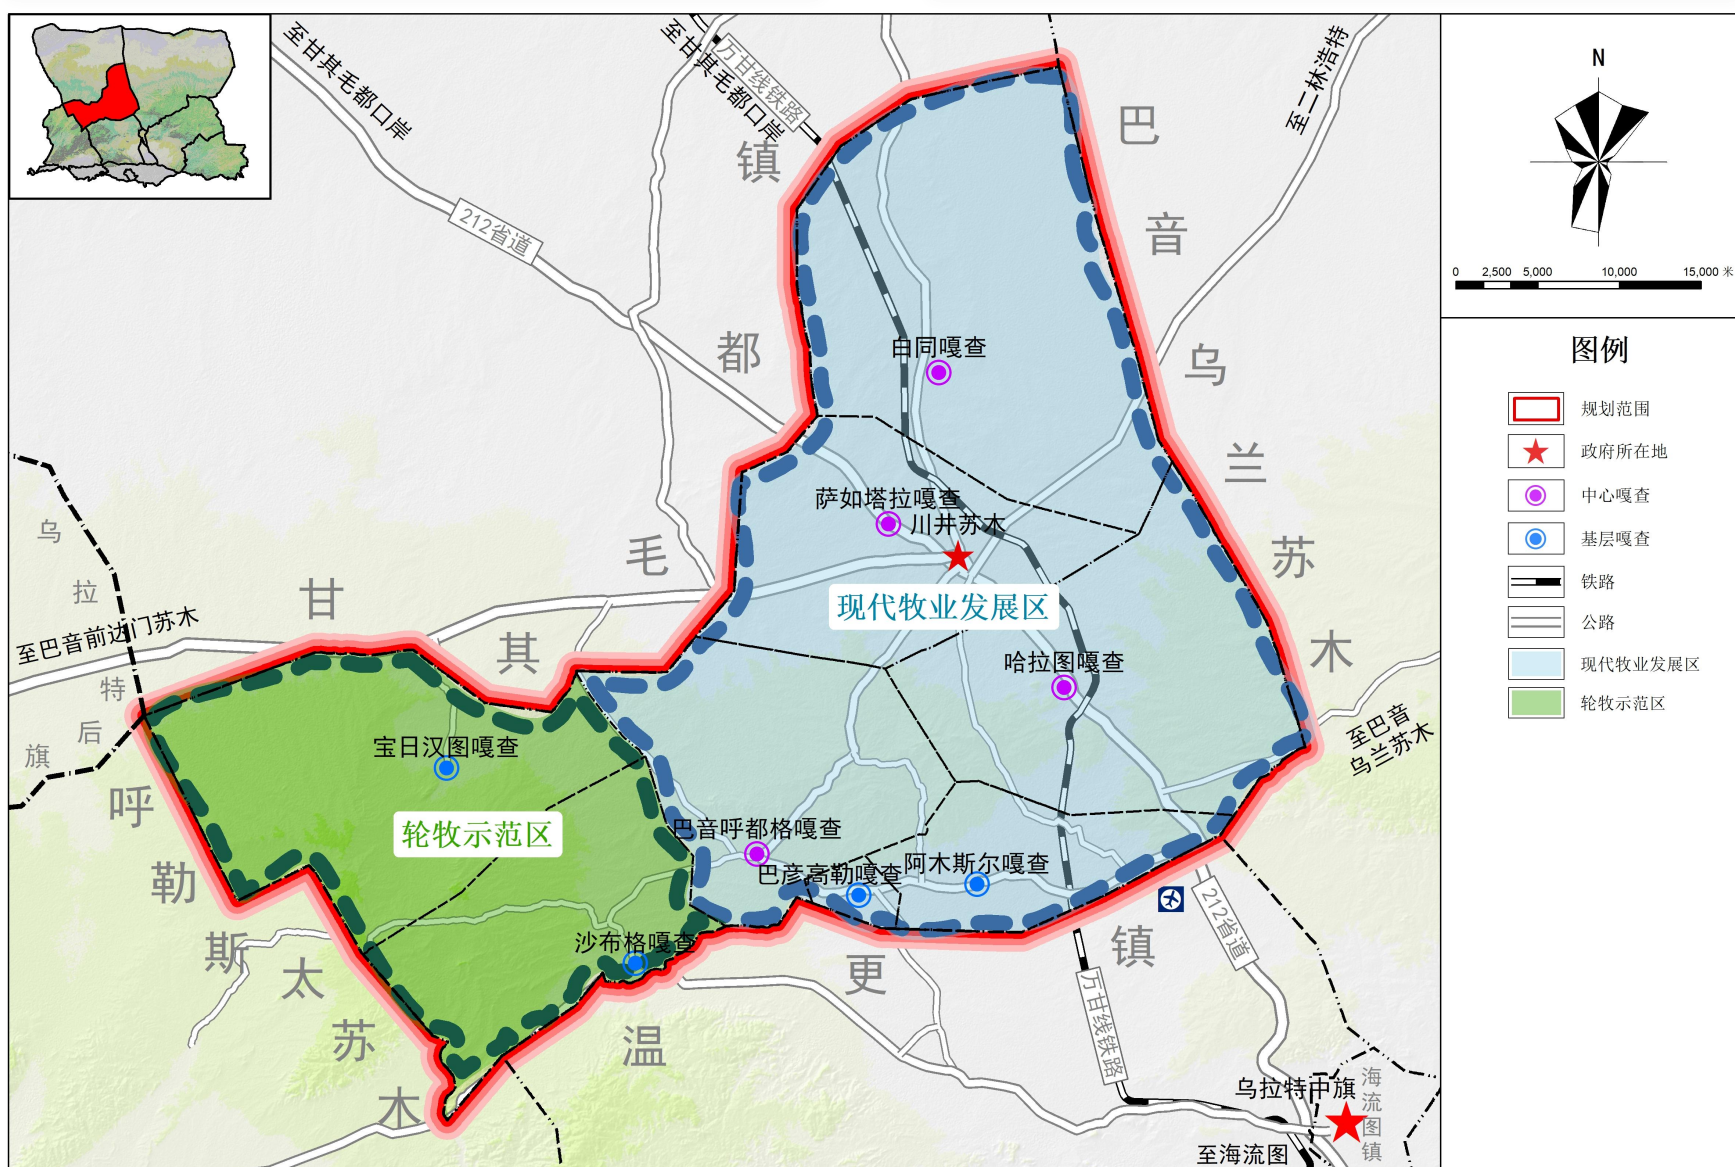 至甘其毛都口岸
至甘其毛都口岸
万甘线铁路
至二林浩特
N
0 2,500 5,000 10,000 15,000 米
212省道
镇
巴
音
都
乌
兰
毛
苏
甘
其
木
白同嘎查
萨如塔拉嘎查
川井苏木
现代牧业发展区
哈拉图嘎查
乌
拉
特
后
旗
至巴音前达门苏木
宝日汉图嘎查
轮牧示范区
巴音呼都格嘎查
巴彦高勒嘎查
阿木斯尔嘎查
沙布格嘎查
至巴音
乌兰苏木
呼
勒
斯
太
苏
木
温
更
镇
212省道
万甘线铁路
乌拉特中旗
海
流
图
镇
至海流图
图例
规划范围
政府所在地
中心嘎查
基层嘎查
铁路
公路
现代牧业发展区
轮牧示范区